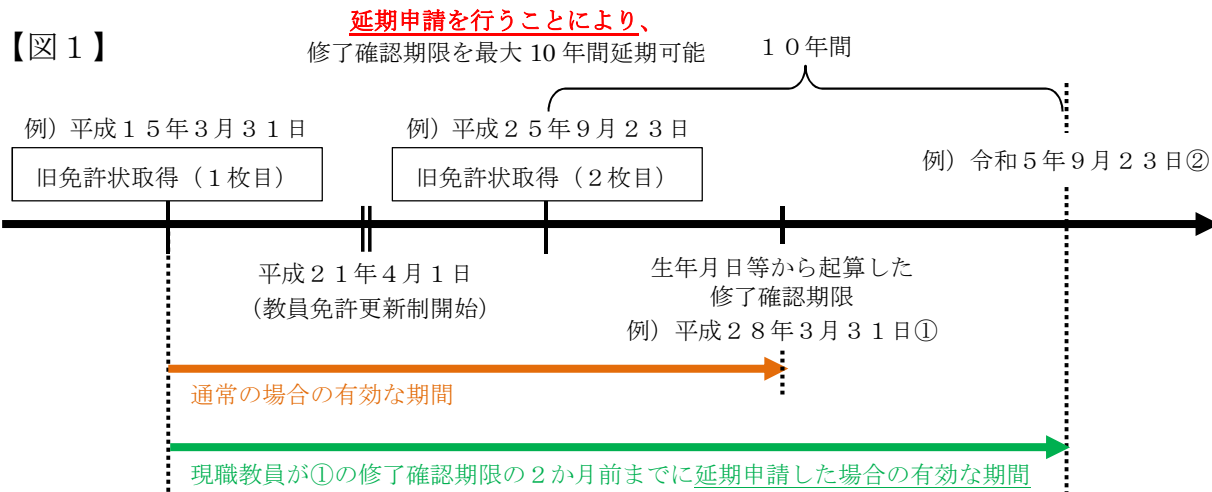 【図１】
延期申請を行うことにより、
修了確認期限を最大 10 年間延期可能
１０年間
例）平成１５年３月３１日
例）平成２５年９月２３日
例）令和５年９月２３日②
旧免許状取得（１枚目）
旧免許状取得（２枚目）
平成２１年４月１日
（教員免許更新制開始）
生年月日等から起算した
修了確認期限
例）平成２８年３月３１日①
通常の場合の有効な期間
現職教員が①の修了確認期限の２か月前までに延期申請した場合の有効な期間